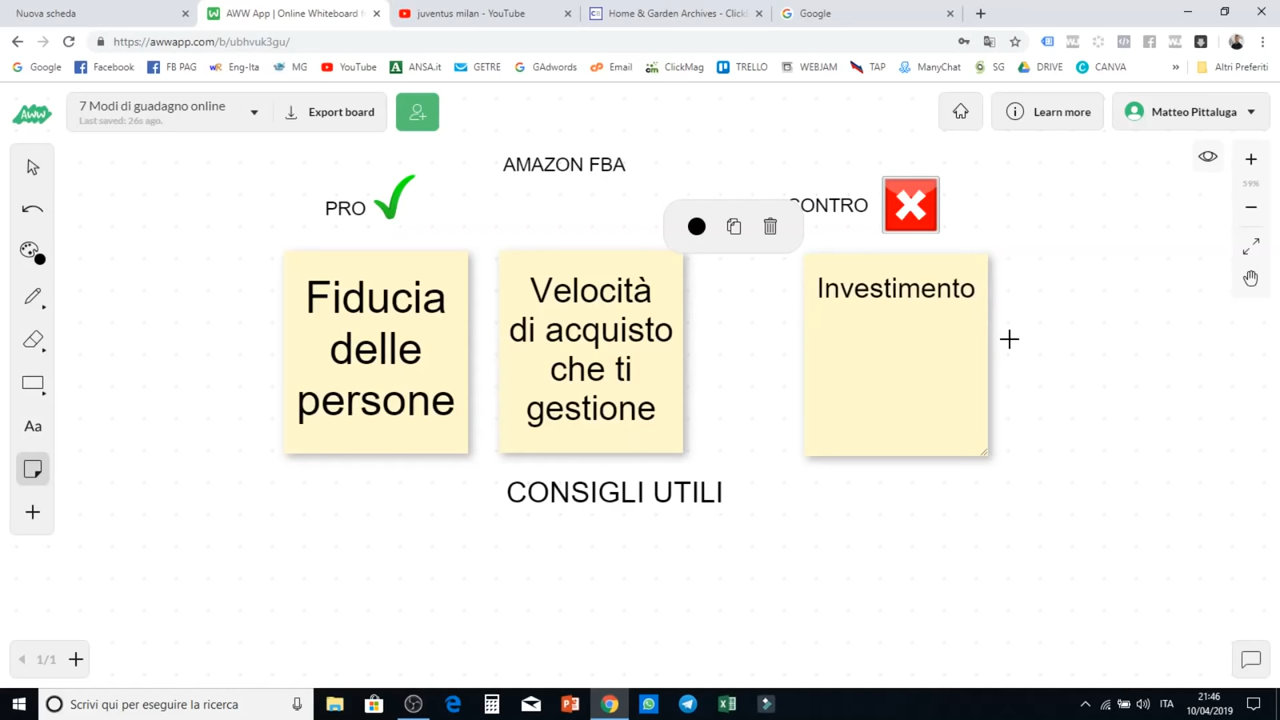 Nuova scheda
AWW App | Online Whiteboard f
juventus milan - YouTube
Home & Garden Archives - Click
Google
https://awwapp.com/b/ubhvuk3gu/
Google
Facebook
FB PAG
Eng-Ita
MG
YouTube
ANSA.it
GETRE
GAdwords
Email
ClickMag
TRELLO
WEBJAM
TAP
ManyChat
SG
DRIVE
CANVA
»
Altri Preferiti
AWW
7 Modi di guadagno online
Last saved: 26s ago.
Export board
Learn more
Matteo Pittaluga
59%
AMAZON FBA
PRO
CONTRO
Fiducia
delle
persone
Velocità
di acquisto
che ti
gestione
Investimento
CONSIGLI UTILI
Aa
1/1
Scrivi qui per eseguire la ricerca
ITA
21:46
10/04/2019